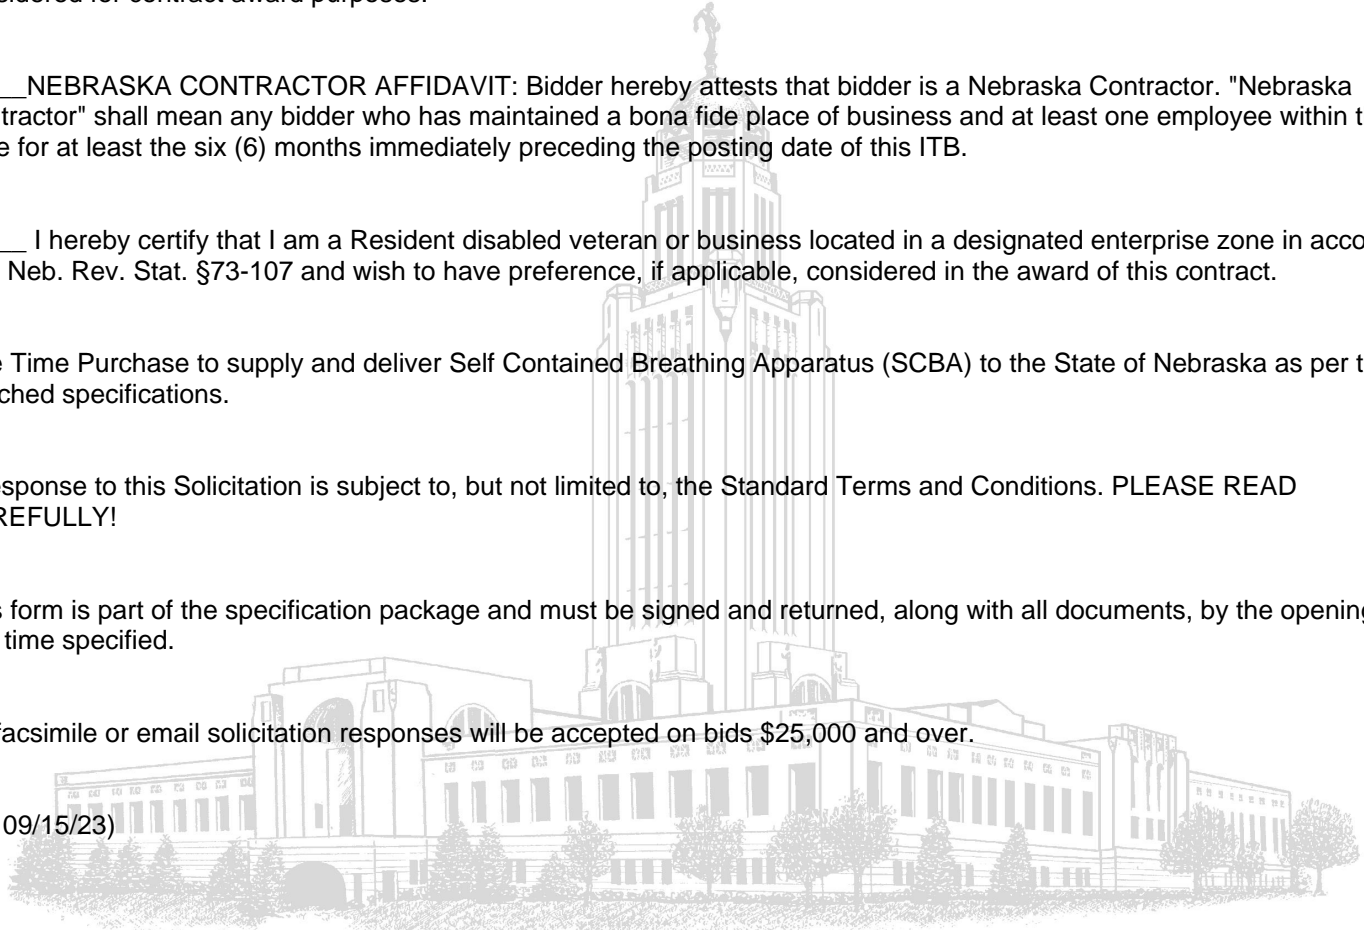 sidered for contract award purposes.
__NEBRASKA CONTRACTOR AFFIDAVIT: Bidder hereby attests that bidder is a Nebraska Contractor. "Nebraska
tractor" shall mean any bidder who has maintained a bona fide place of business and at least one employee within t
e for at least the six (6) months immediately preceding the posting date of this ITB.
__ I hereby certify that I am a Resident disabled veteran or business located in a designated enterprise zone in acco
Neb. Rev. Stat. §73-107 and wish to have preference, if applicable, considered in the award of this contract.
e Time Purchase to supply and deliver Self Contained Breathing Apparatus (SCBA) to the State of Nebraska as per t
ched specifications.
esponse to this Solicitation is subject to, but not limited to, the Standard Terms and Conditions. PLEASE READ
REFULLY!
s form is part of the specification package and must be signed and returned, along with all documents, by the opening
time specified.
facsimile or email solicitation responses will be accepted on bids $25,000 and over.
09/15/23)